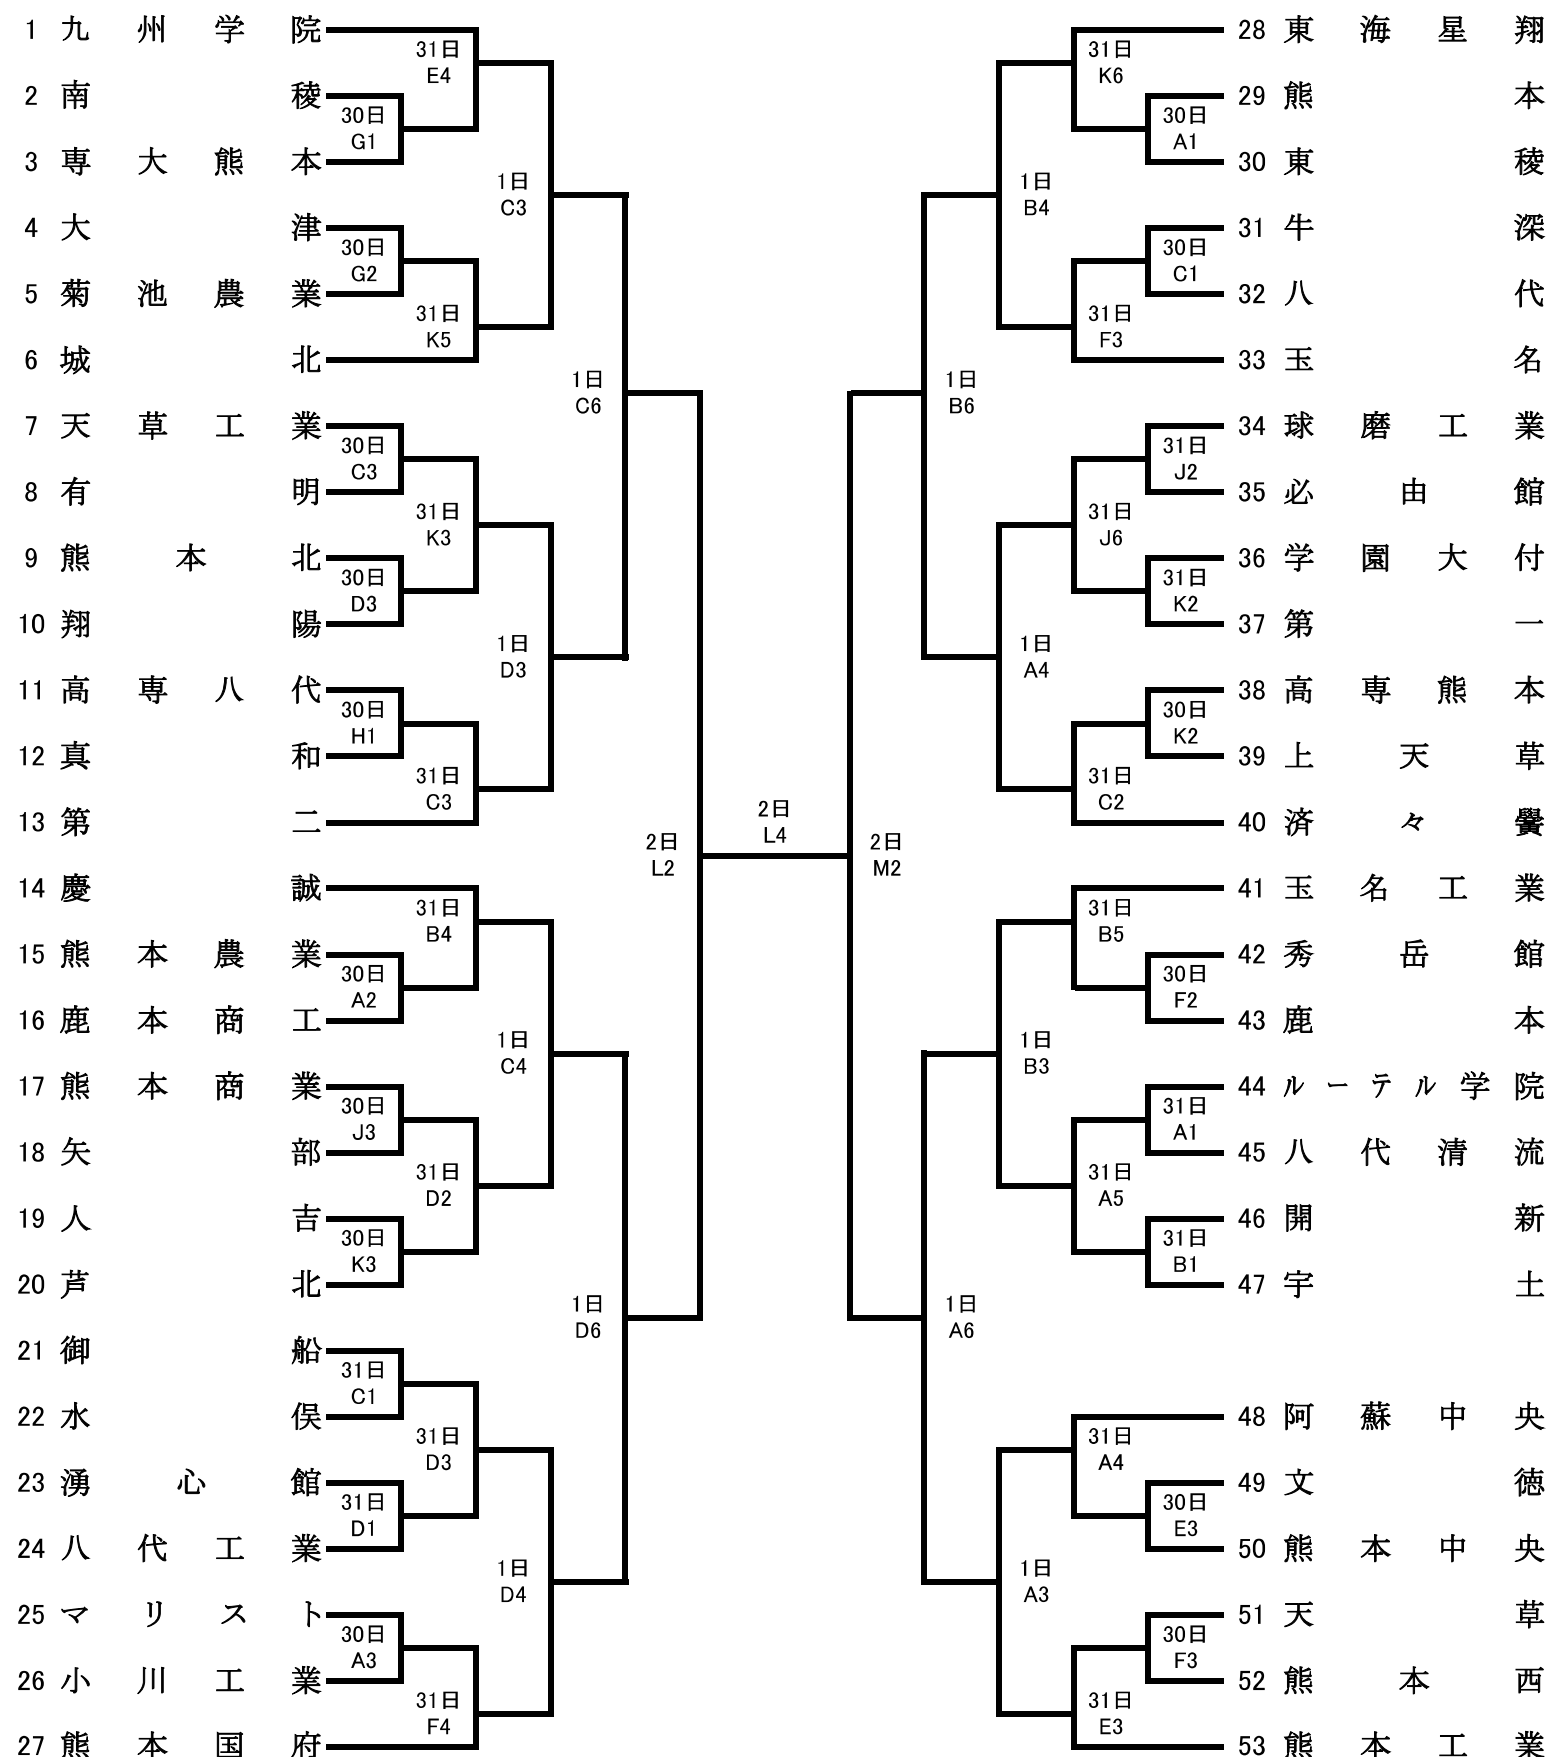 1 九州学院
31日
E4
2 南稜
30日
G1
3 専大熊本
1日
C3
4 大津
30日
G2
5 菊池農業
31日
K5
6 城北
1日
C6
7 天草工業
30日
C3
8 有明
31日
K3
9 熊本北
30日
D3
10 翔陽
1日
D3
11 高専八代
30日
H1
12 真和
31日
C3
13 第二
2日
L2
14 慶誠
31日
B4
15 熊本農業
30日
A2
16 鹿本商工
1日
C4
17 熊本商業
30日
J3
18 矢部
31日
D2
19 人吉
30日
K3
20 芦北
1日
D6
21 御船
31日
C1
22 水俣
31日
D3
23 湧心館
31日
D1
24 八代工業
1日
D4
25 マリスト
30日
A3
26 小川工業
31日
F4
27 熊本国府
2日
L4
28 東海星翔
31日
K6
29 熊本
30日
A1
30 東稜
1日
B4
31 牛深
30日
C1
32 八代
31日
F3
33 玉名
1日
B6
34 球磨工業
31日
J2
35 必由館
31日
J6
36 学園大付
31日
K2
37 第一
1日
A4
38 高専熊本
30日
K2
39 上天草
31日
C2
40 済々黌
2日
M2
41 玉名工業
31日
B5
42 秀岳館
30日
F2
43 鹿本
1日
B3
44 ルーテル学院
31日
A1
45 八代清流
31日
A5
46 開新
31日
B1
47 宇土
1日
A6
48 阿蘇中央
31日
A4
49 文徳
30日
E3
50 熊本中央
1日
A3
51 天草
30日
F3
52 熊本西
31日
E3
53 熊本工業